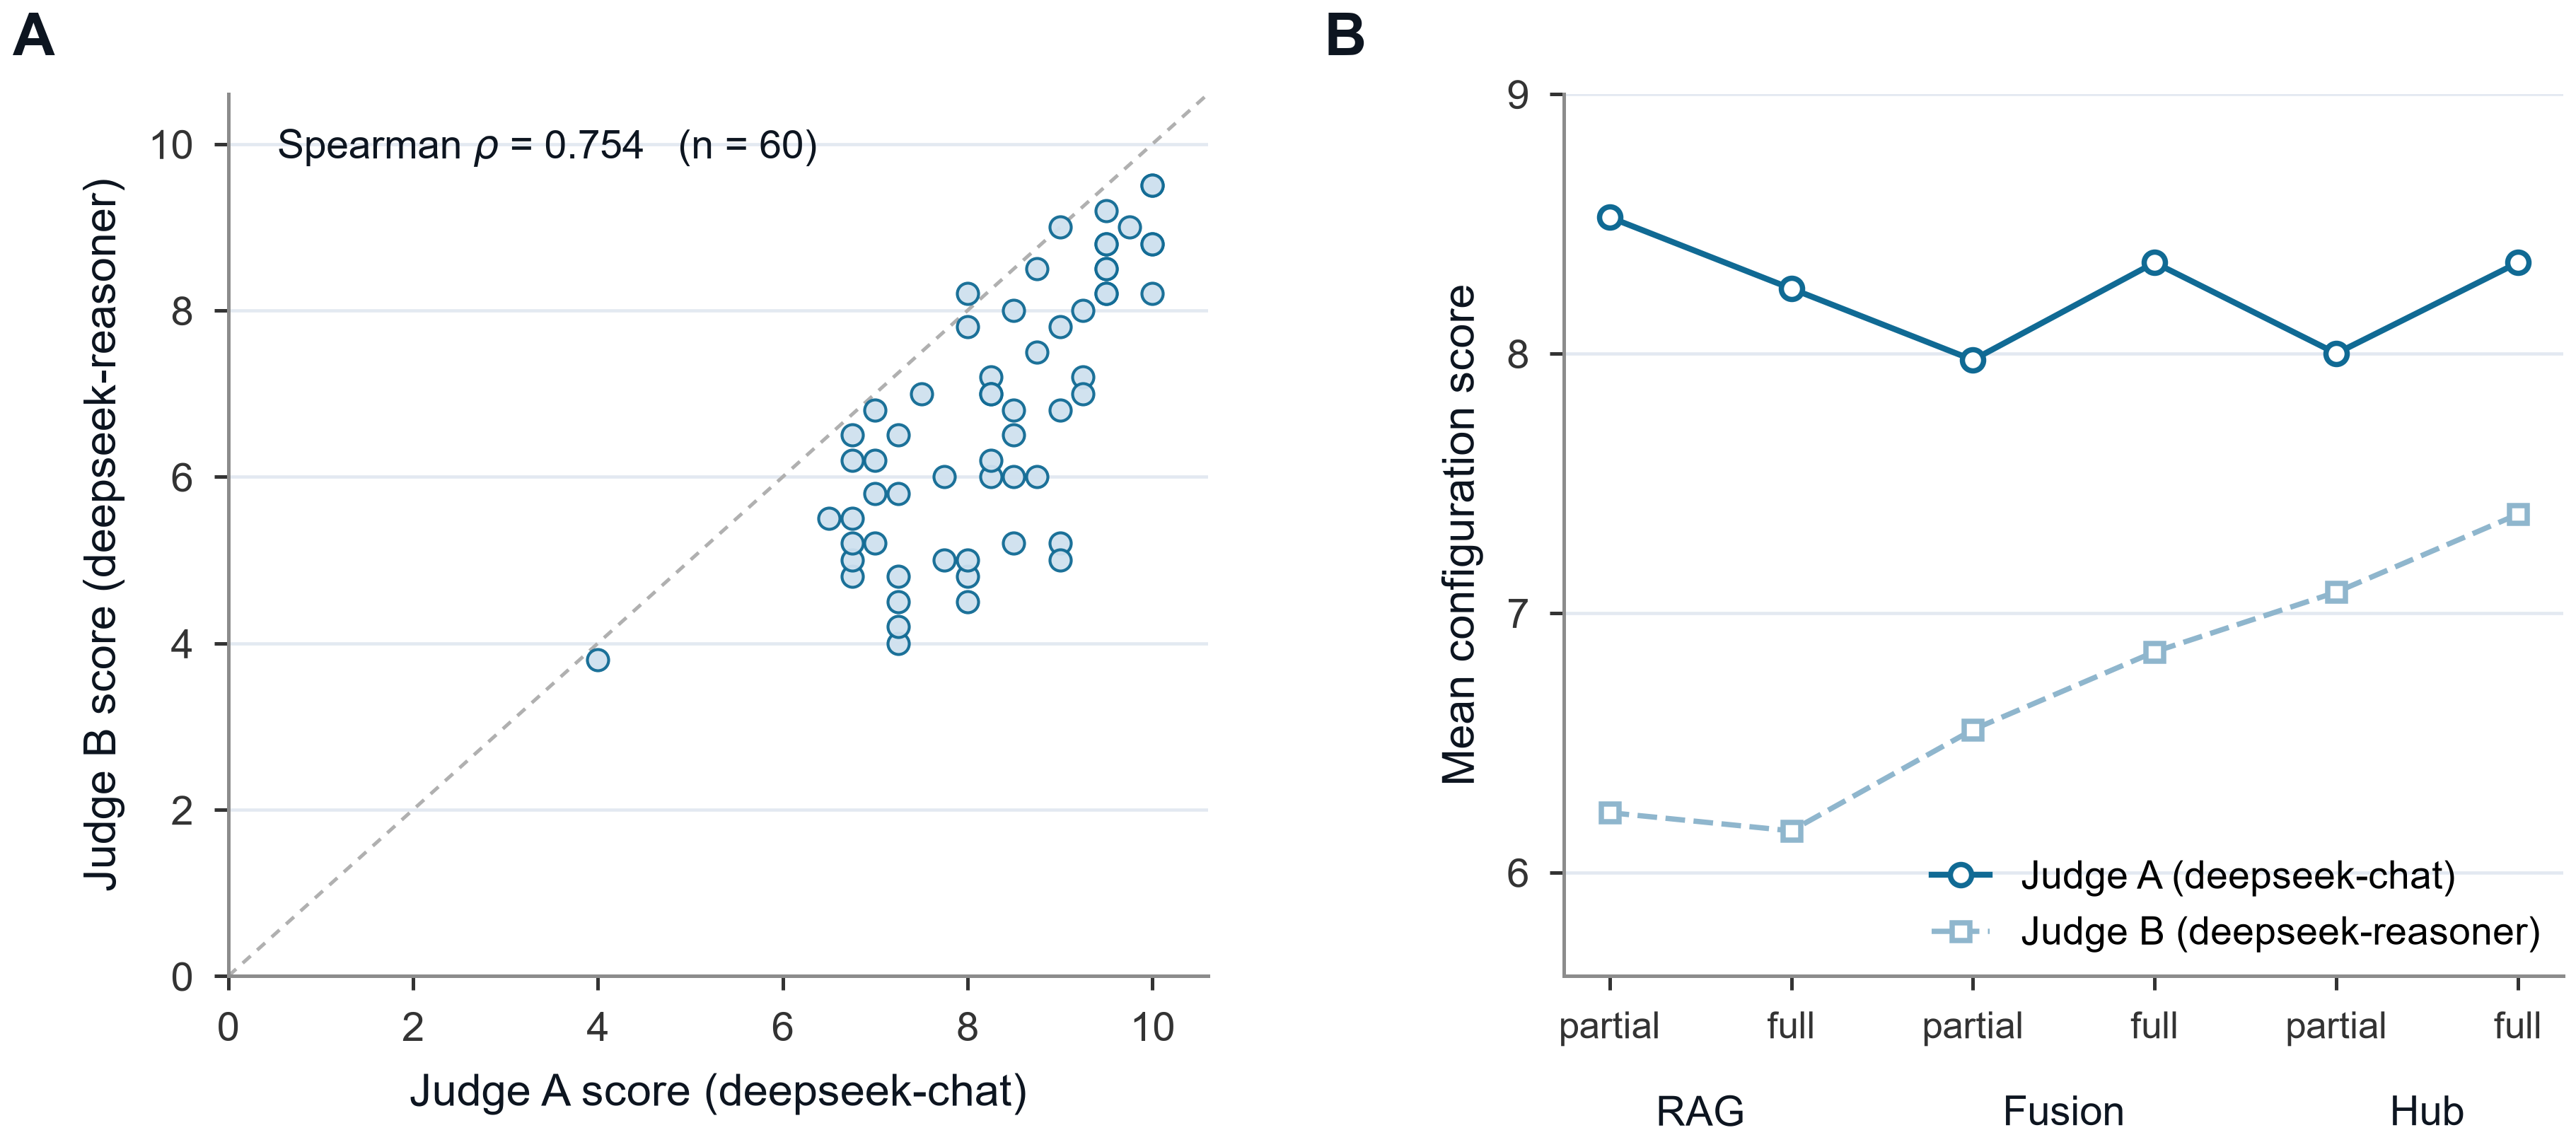 A
Spearman ρ = 0.754 (n = 60)
10
8
6
4
2
0
Judge B score (deepseek-reasoner)
0 2 4 6 8 10
Judge A score (deepseek-chat)
B
9
8
7
6
Mean configuration score
Judge A (deepseek-chat)
Judge B (deepseek-reasoner)
partial full partial full partial full
RAG Fusion Hub